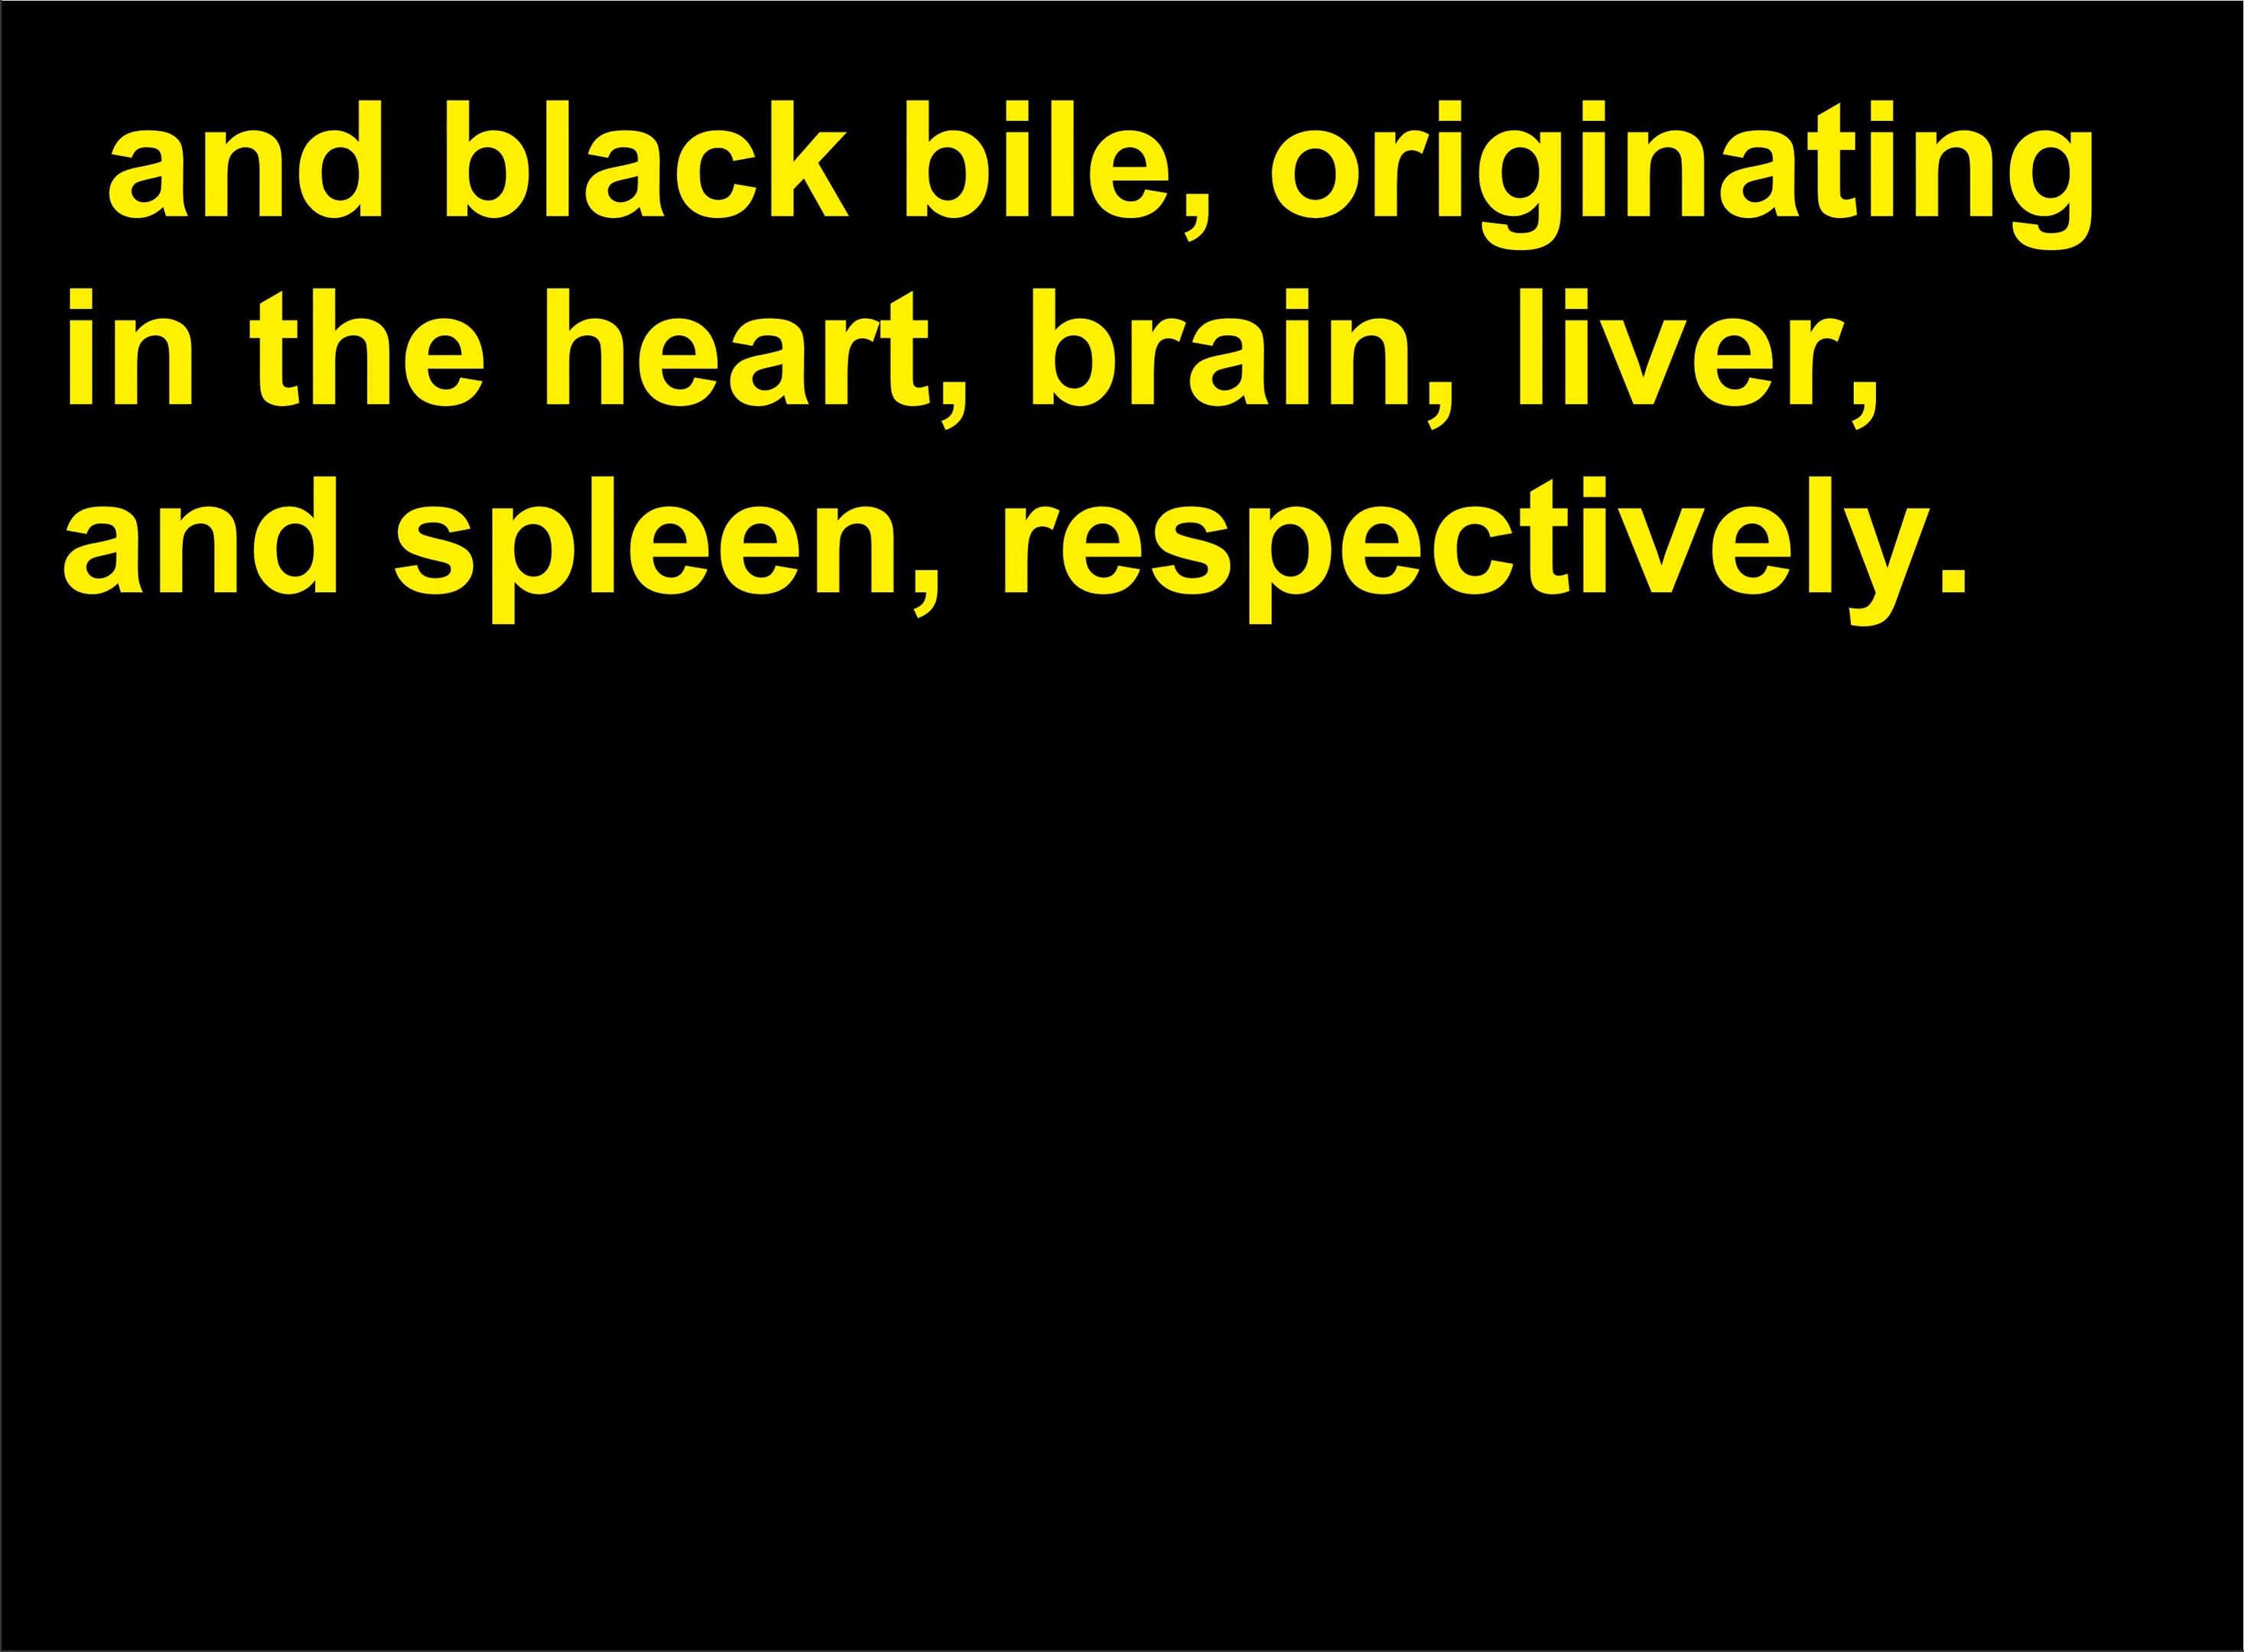 and black bile, originating
in the heart, brain, liver,
and spleen, respectively.